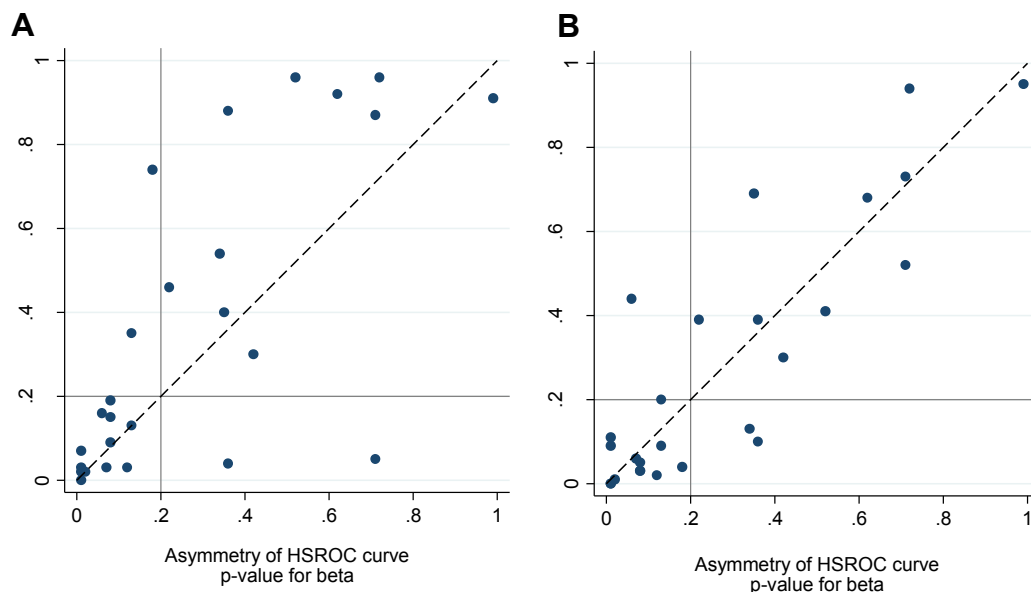 A
1
.8
.6
.4
.2
0
0 .2 .4 .6 .8 1
Asymmetry of HSROC curve
p-value for beta
B
1
.8
.6
.4
.2
0
0 .2 .4 .6 .8 1
Asymmetry of HSROC curve
p-value for beta